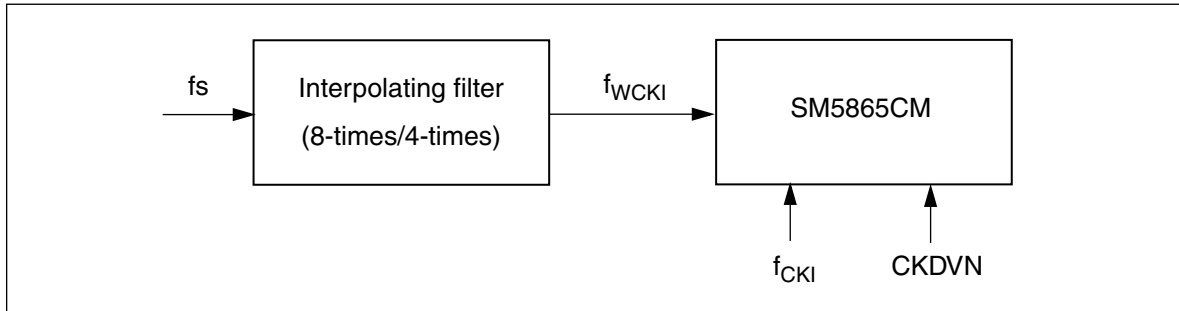 fs
Interpolating filter
(8-times/4-times)
fWCKI
SM5865CM
fCKI
CKDVN